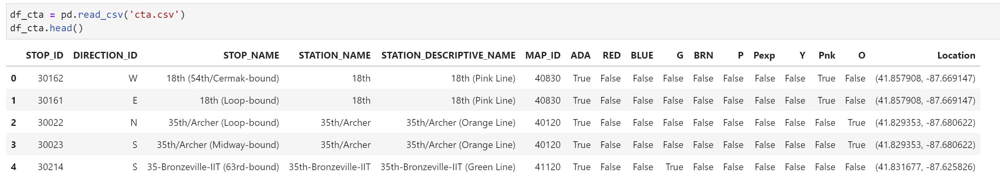 df_cta = pd.read_csv('cta.csv')
df_cta.head()
STOP_ID DIRECTION_ID STOP_NAME STATION_NAME STATION_DESCRIPTIVE_NAME MAP_ID ADA RED BLUE G BRN P Pexp Y Pnk O Location
0 30162 W 18th (54th/Cermak-bound) 18th 18th (Pink Line) 40830 True False False False False False False False True False (41.857908, -87.669147)
1 30161 E 18th (Loop-bound) 18th 18th (Pink Line) 40830 True False False False False False False False True False (41.857908, -87.669147)
2 30022 N 35th/Archer (Loop-bound) 35th/Archer 35th/Archer (Orange Line) 40120 True False False False False False False False False True (41.829353, -87.680622)
3 30023 S 35th/Archer (Midway-bound) 35th/Archer 35th/Archer (Orange Line) 40120 True False False False False False False False False True (41.829353, -87.680622)
4 30214 S 35-Bronzeville-IIT (63rd-bound) 35th-Bronzeville-IIT 35th-Bronzeville-IIT (Green Line) 41120 True False False True False False False False False False (41.831677, -87.625826)